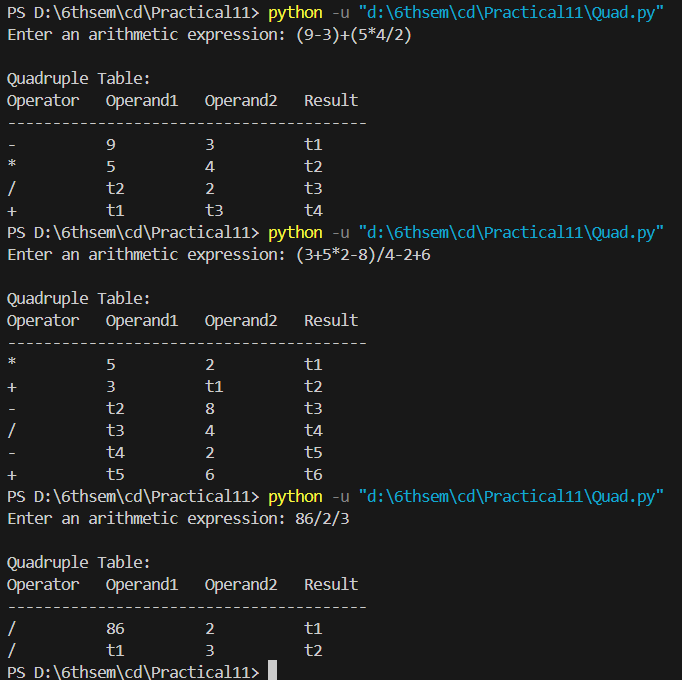 PS D:\6thsem\cd\Practical11> python -u "d:\6thsem\cd\Practical11\Quad.py"
Enter an arithmetic expression: (9-3)+(5*4/2)

Quadruple Table:
Operator   Operand1   Operand2   Result
----------------------------------------
-          9          3          t1
*          5          4          t2
/          t2         2          t3
+          t1         t3         t4
PS D:\6thsem\cd\Practical11> python -u "d:\6thsem\cd\Practical11\Quad.py"
Enter an arithmetic expression: (3+5*2-8)/4-2+6

Quadruple Table:
Operator   Operand1   Operand2   Result
----------------------------------------
*          5          2          t1
+          3          t1         t2
-          t2         8          t3
/          t3         4          t4
-          t4         2          t5
+          t5         6          t6
PS D:\6thsem\cd\Practical11> python -u "d:\6thsem\cd\Practical11\Quad.py"
Enter an arithmetic expression: 86/2/3

Quadruple Table:
Operator   Operand1   Operand2   Result
----------------------------------------
/          86         2          t1
/          t1         3          t2
PS D:\6thsem\cd\Practical11>